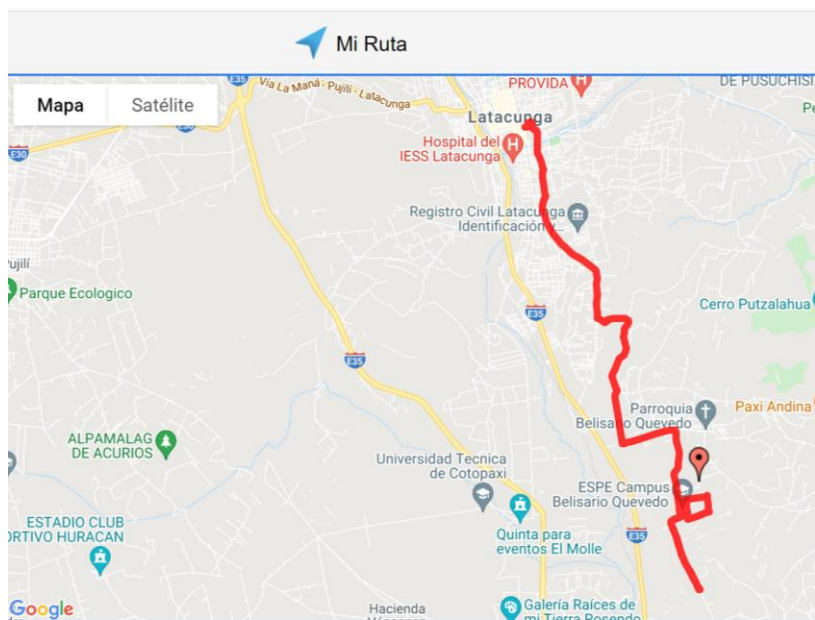 Mi Ruta
Mapa
Satélite
E35
Vía La Maná - Pujilí - Latacunga
PROVIDA
DE PUSUCHISI
Latacunga
Hospital del
IESS Latacunga
E30
Registro Civil Latacunga
Identificación y...
Pujilí
Parque Ecologico
Cerro Putzalahua
E35
E35
Parroquia
Belisario Quevedo
Paxi Andina
ALPAMALAG
DE ACURIOS
Universidad Tecnica
de Cotopaxi
ESPE Campus
Belisario Quevedo
ESTADIO CLUB
ORTIVO HURACAN
Quinta para
eventos El Molle
E35
Hacienda
Galería Raíces de
mi Tierra Rosendo
Google